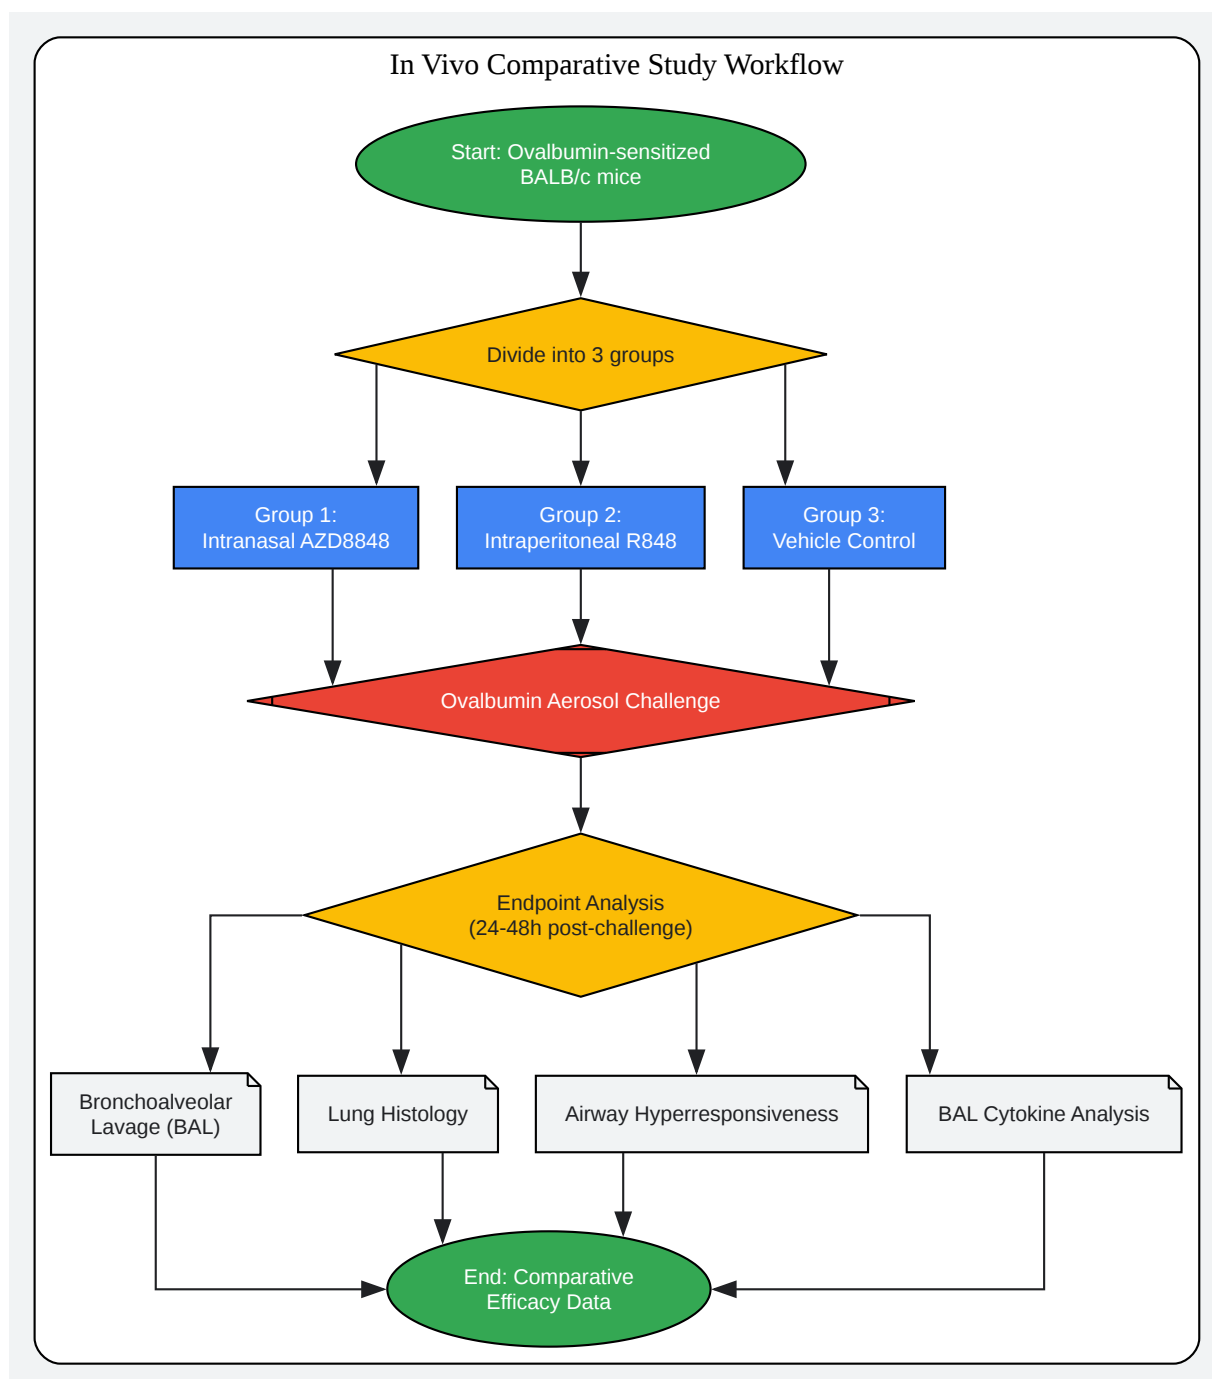 In Vivo Comparative Study Workflow
Start: Ovalbumin-sensitized
BALB/c mice
Divide into 3 groups
Group 1:
Intranasal AZD8848
Group 2:
Intraperitoneal R848
Group 3:
Vehicle Control
Ovalbumin Aerosol Challenge
Endpoint Analysis
(24-48h post-challenge)
Bronchoalveolar
Lavage (BAL)
Lung Histology
Airway Hyperresponsiveness
BAL Cytokine Analysis
End: Comparative
Efficacy Data